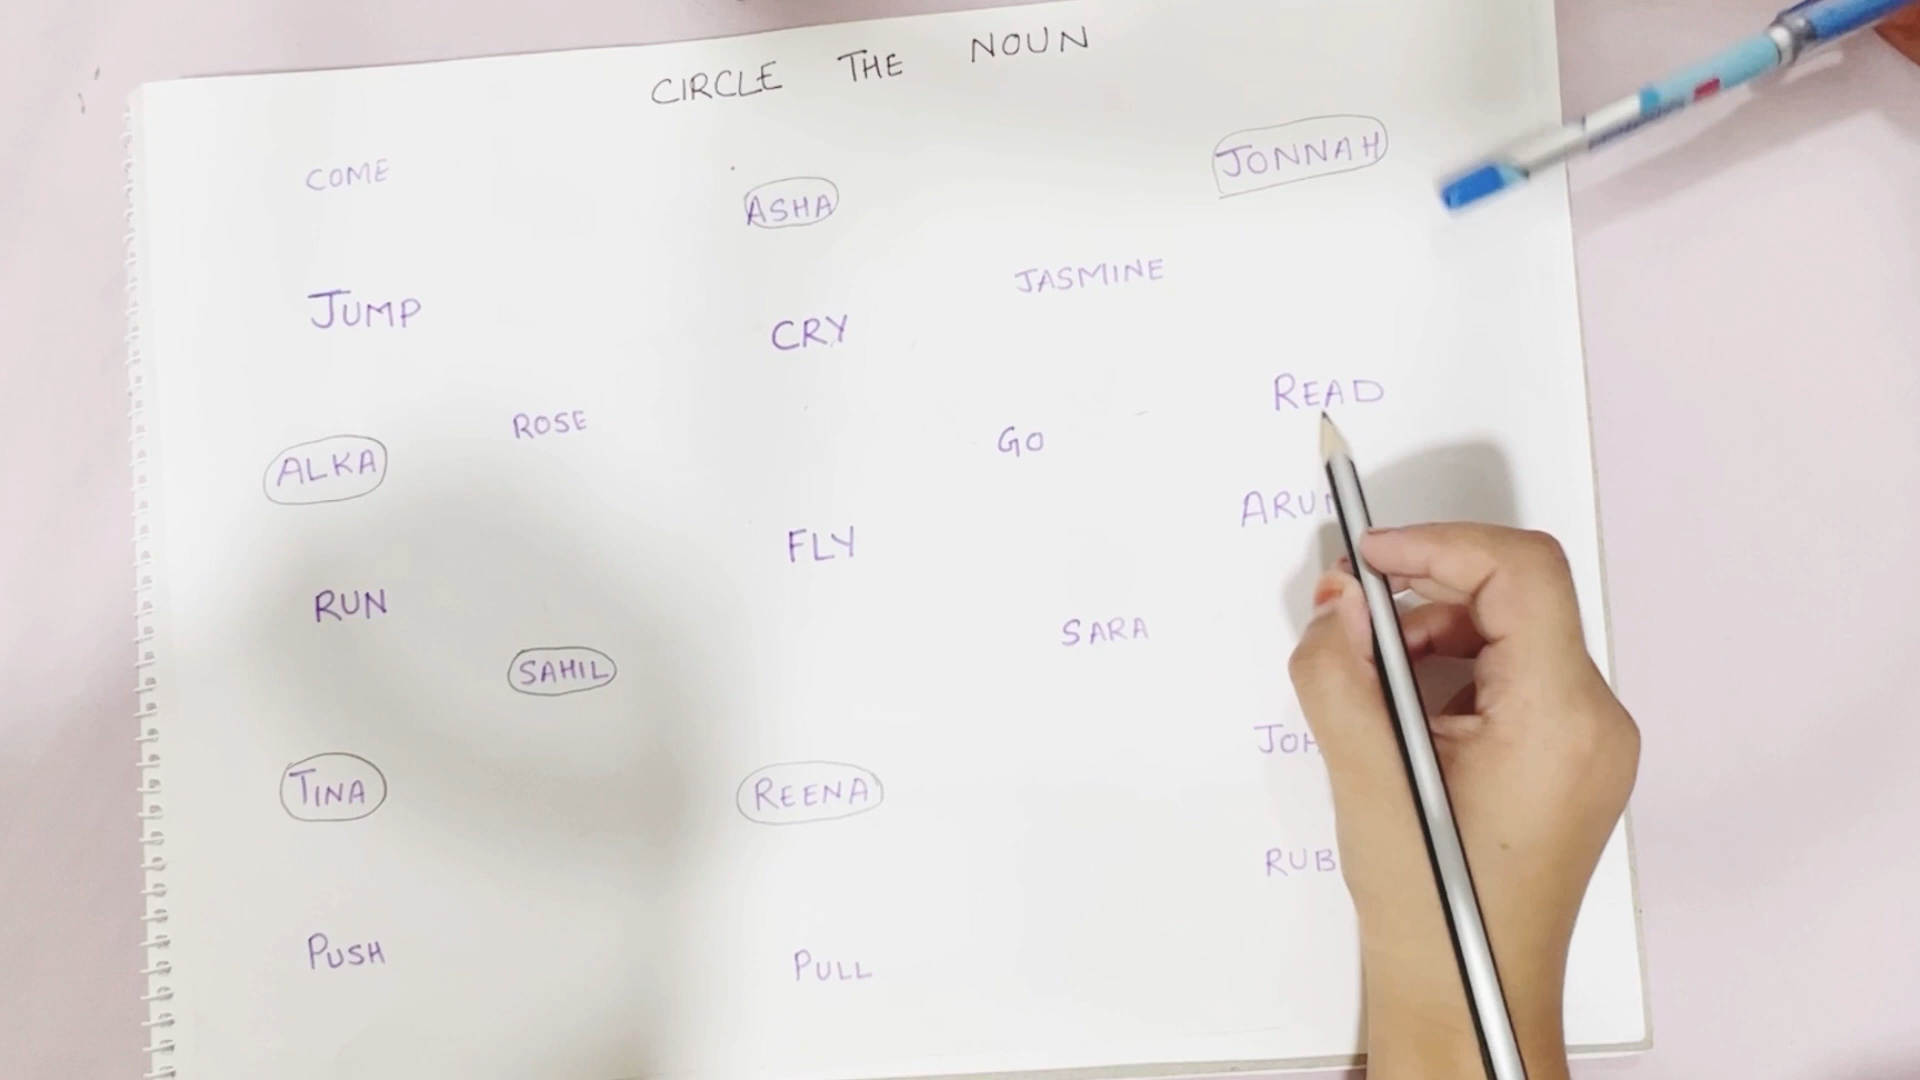 CIRCLE THE NOUN
COME
ASHA
JONNAH
JASMINE
JUMP
CRY
READ
ROSE
GO
ALKA
FLY
RUN
SARA
SAHIL
TINA
REENA
PUSH
PULL